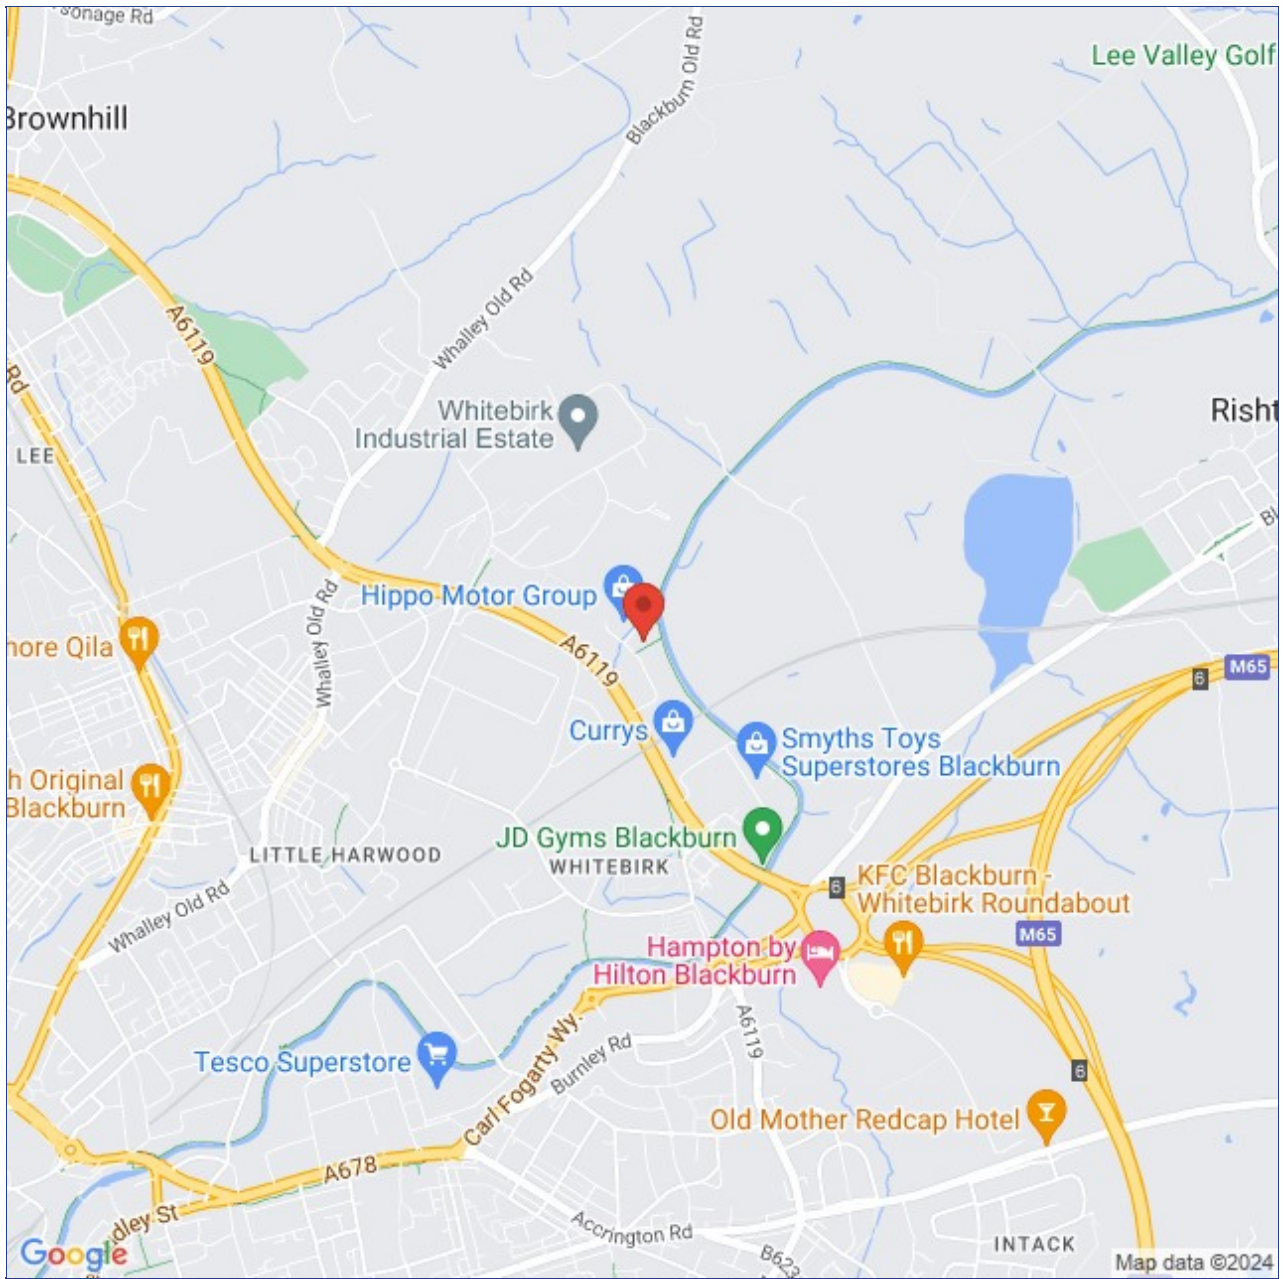 sonage Rd
Blackburn Old Rd
Lee Valley Golf
Brownhill
A6119
Whalley Old Rd
Rd
LEE
Whitebirk
Industrial Estate
Risht
Bl
Hippo Motor Group
A6119
Whalley Old Rd
nore Qila
6
M65
Currys
Smyths Toys
Superstores Blackburn
h Original
Blackburn
JD Gyms Blackburn
LITTLE HARWOOD
WHITEBIRK
6
KFC Blackburn -
Whitebirk Roundabout
Whalley Old Rd
M65
Hampton by
Hilton Blackburn
A6119
Carl Fogarty Wy.
Burnley Rd
Tesco Superstore
6
Old Mother Redcap Hotel
A678
dley St
Accrington Rd
B623
INTACK
Google
Map data ©2024